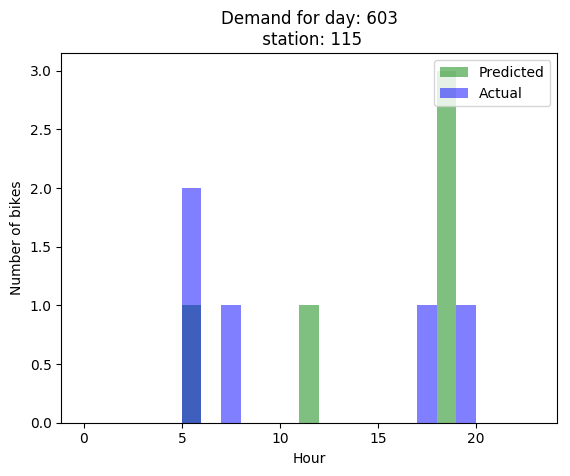 Demand for day: 603
station: 115
3.0
2.5
2.0
1.5
1.0
0.5
0.0
Number of bikes
Predicted
Actual
0
5
10
15
20
Hour